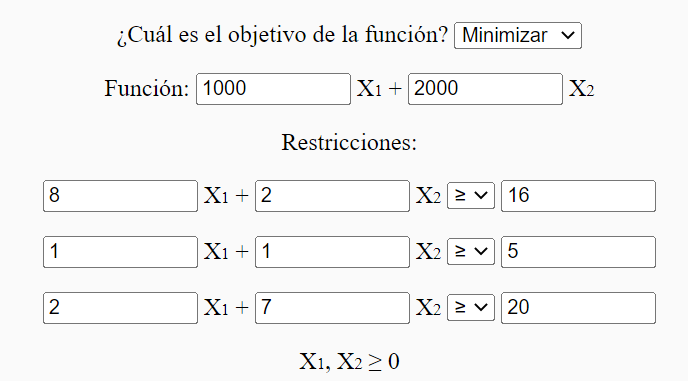 ¿Cuál es el objetivo de la función? Minimizar
Función: 1000 X1 + 2000 X2
Restricciones:
8 X1 + 2 X2 ≥ 16
1 X1 + 1 X2 ≥ 5
2 X1 + 7 X2 ≥ 20
X1, X2 ≥ 0